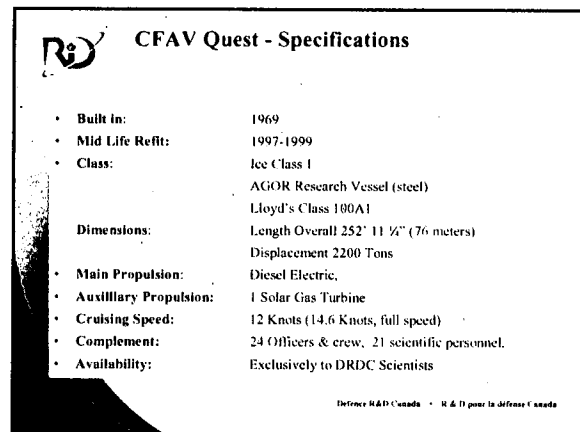 R&D
CFAV Quest - Specifications
• Built in: 1969
• Mid Life Refit: 1997-1999
• Class: Ice Class I
AGOR Research Vessel (steel)
Lloyd's Class 100A1
Dimensions: Length Overall 252' 11 ¼" (76 meters)
Displacement 2200 Tons
• Main Propulsion: Diesel Electric,
• Auxilliary Propulsion: 1 Solar Gas Turbine
• Cruising Speed: 12 Knots (14.6 Knots, full speed)
• Complement: 24 Officers & crew, 21 scientific personnel.
• Availability: Exclusively to DRDC Scientists
Defence R&D Canada • R & D pour la défense Canada